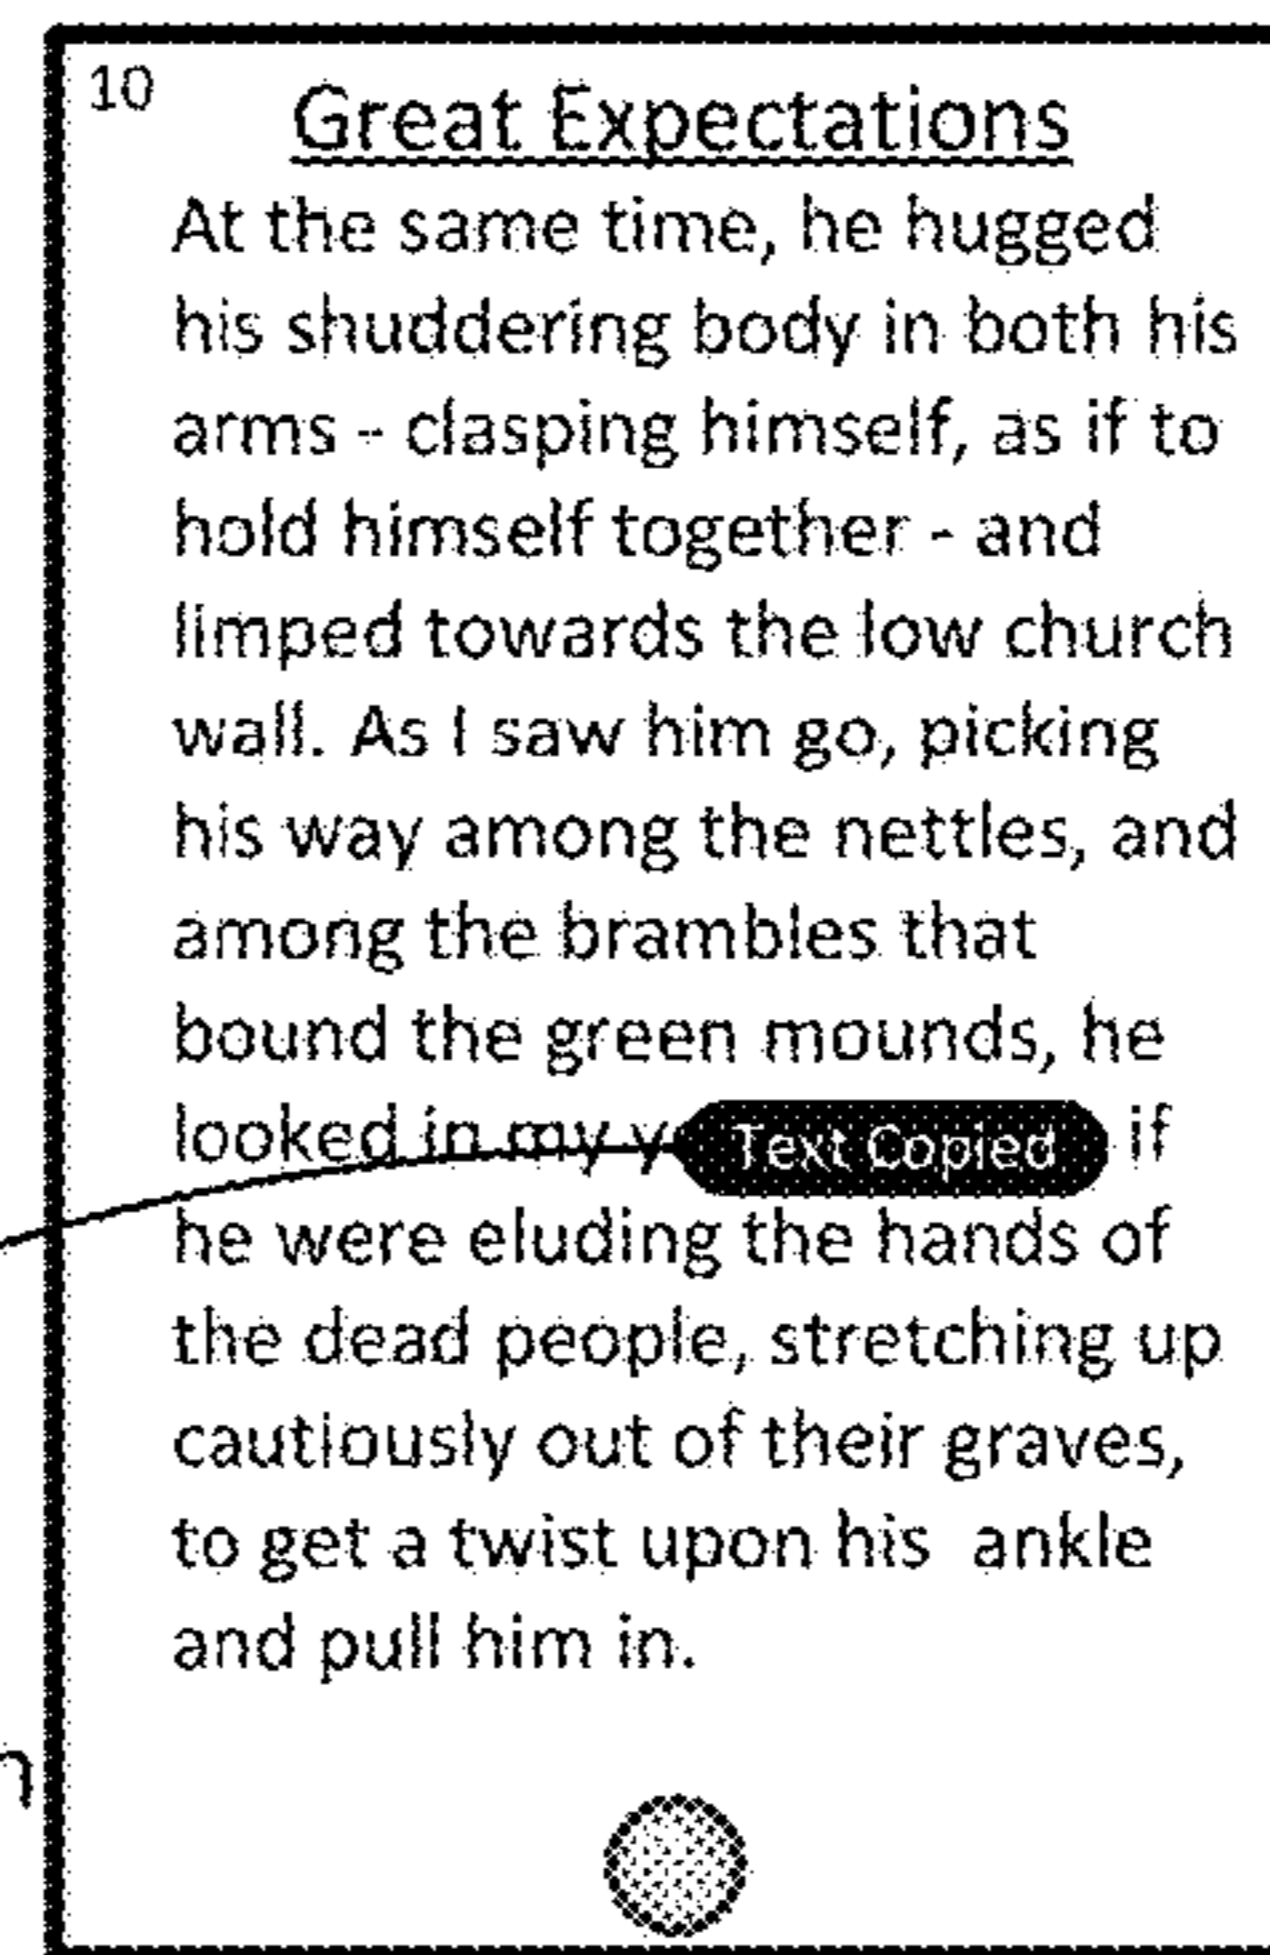 10
Great Expectations
At the same time, he hugged
his shuddering body in both his
arms - clasping himself, as if to
hold himself together - and
limped towards the low church
wall. As I saw him go, picking
his way among the nettles, and
among the brambles that
bound the green mounds, he
looked in my y Text Copied if
he were eluding the hands of
the dead people, stretching up
cautiously out of their graves,
to get a twist upon his  ankle
and pull him in.